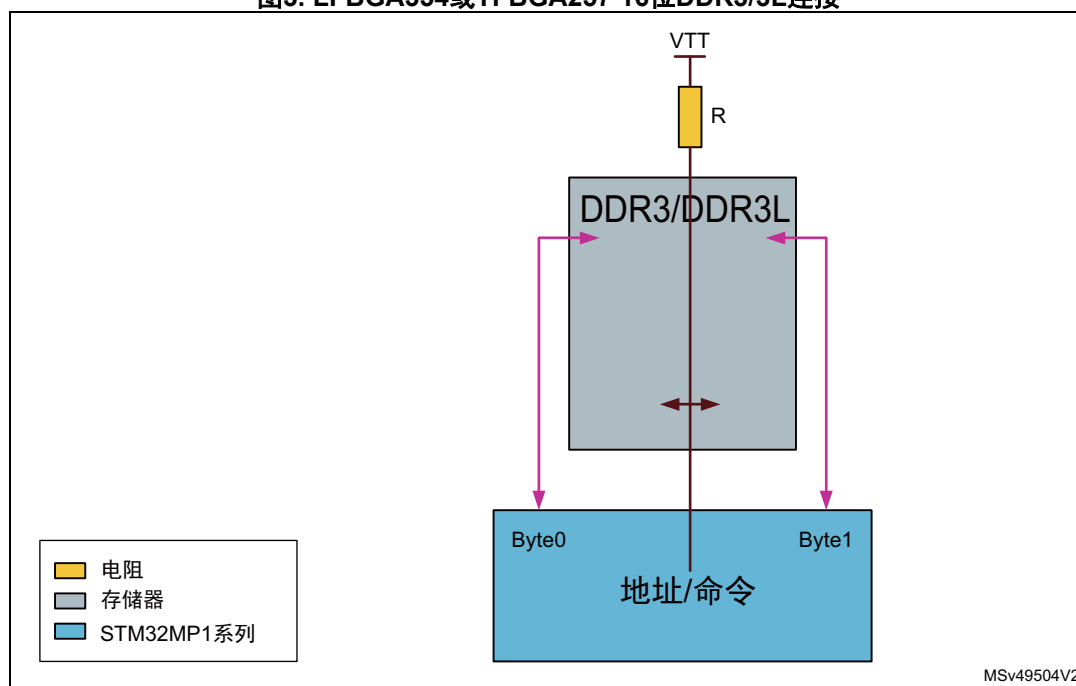 VTT
R
DDR3/DDR3L
Byte0
Byte1
地址/命令
电阻
存储器
STM32MP1系列
MSv49504V2